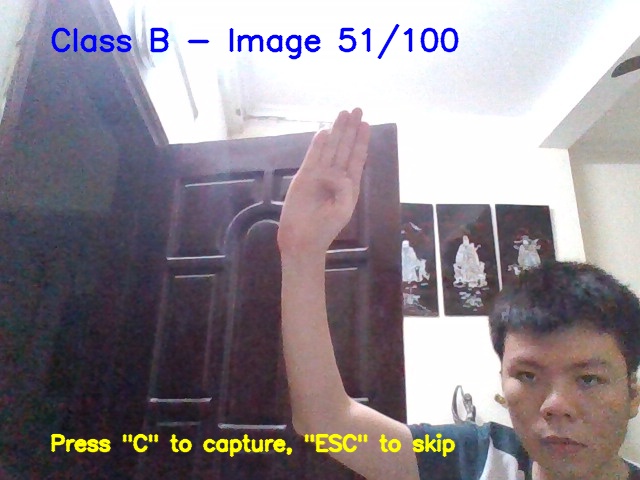 Class B - Image 51/100
Press "C" to capture, "ESC" to skip